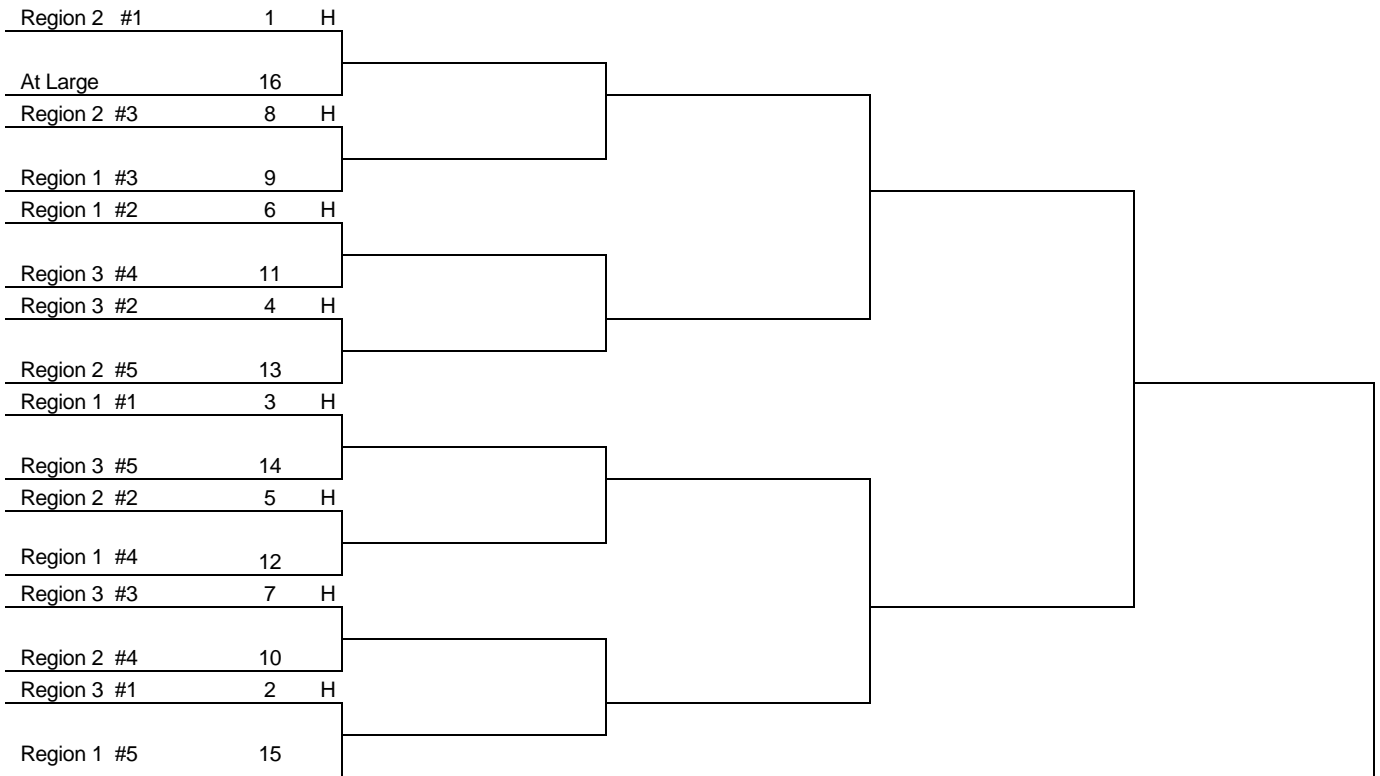 Region 2 #1 1 H
At Large 16
Region 2 #3 8 H
Region 1 #3 9
Region 1 #2 6 H
Region 3 #4 11
Region 3 #2 4 H
Region 2 #5 13
Region 1 #1 3 H
Region 3 #5 14
Region 2 #2 5 H
Region 1 #4 12
Region 3 #3 7 H
Region 2 #4 10
Region 3 #1 2 H
Region 1 #5 15